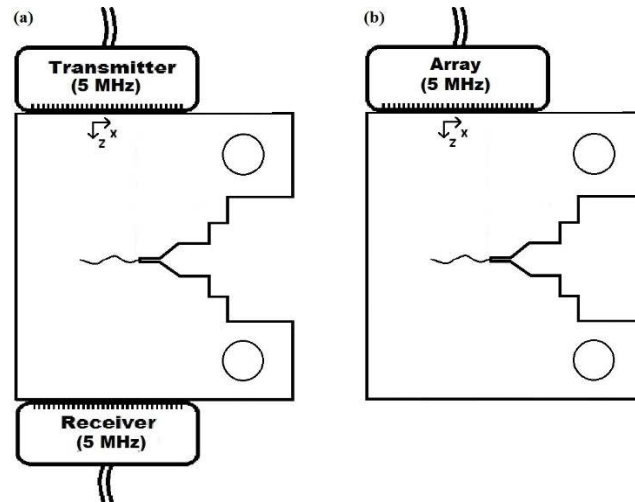 (a)
Transmitter
(5 MHz)
x
z
Receiver
(5 MHz)
(b)
Array
(5 MHz)
x
z